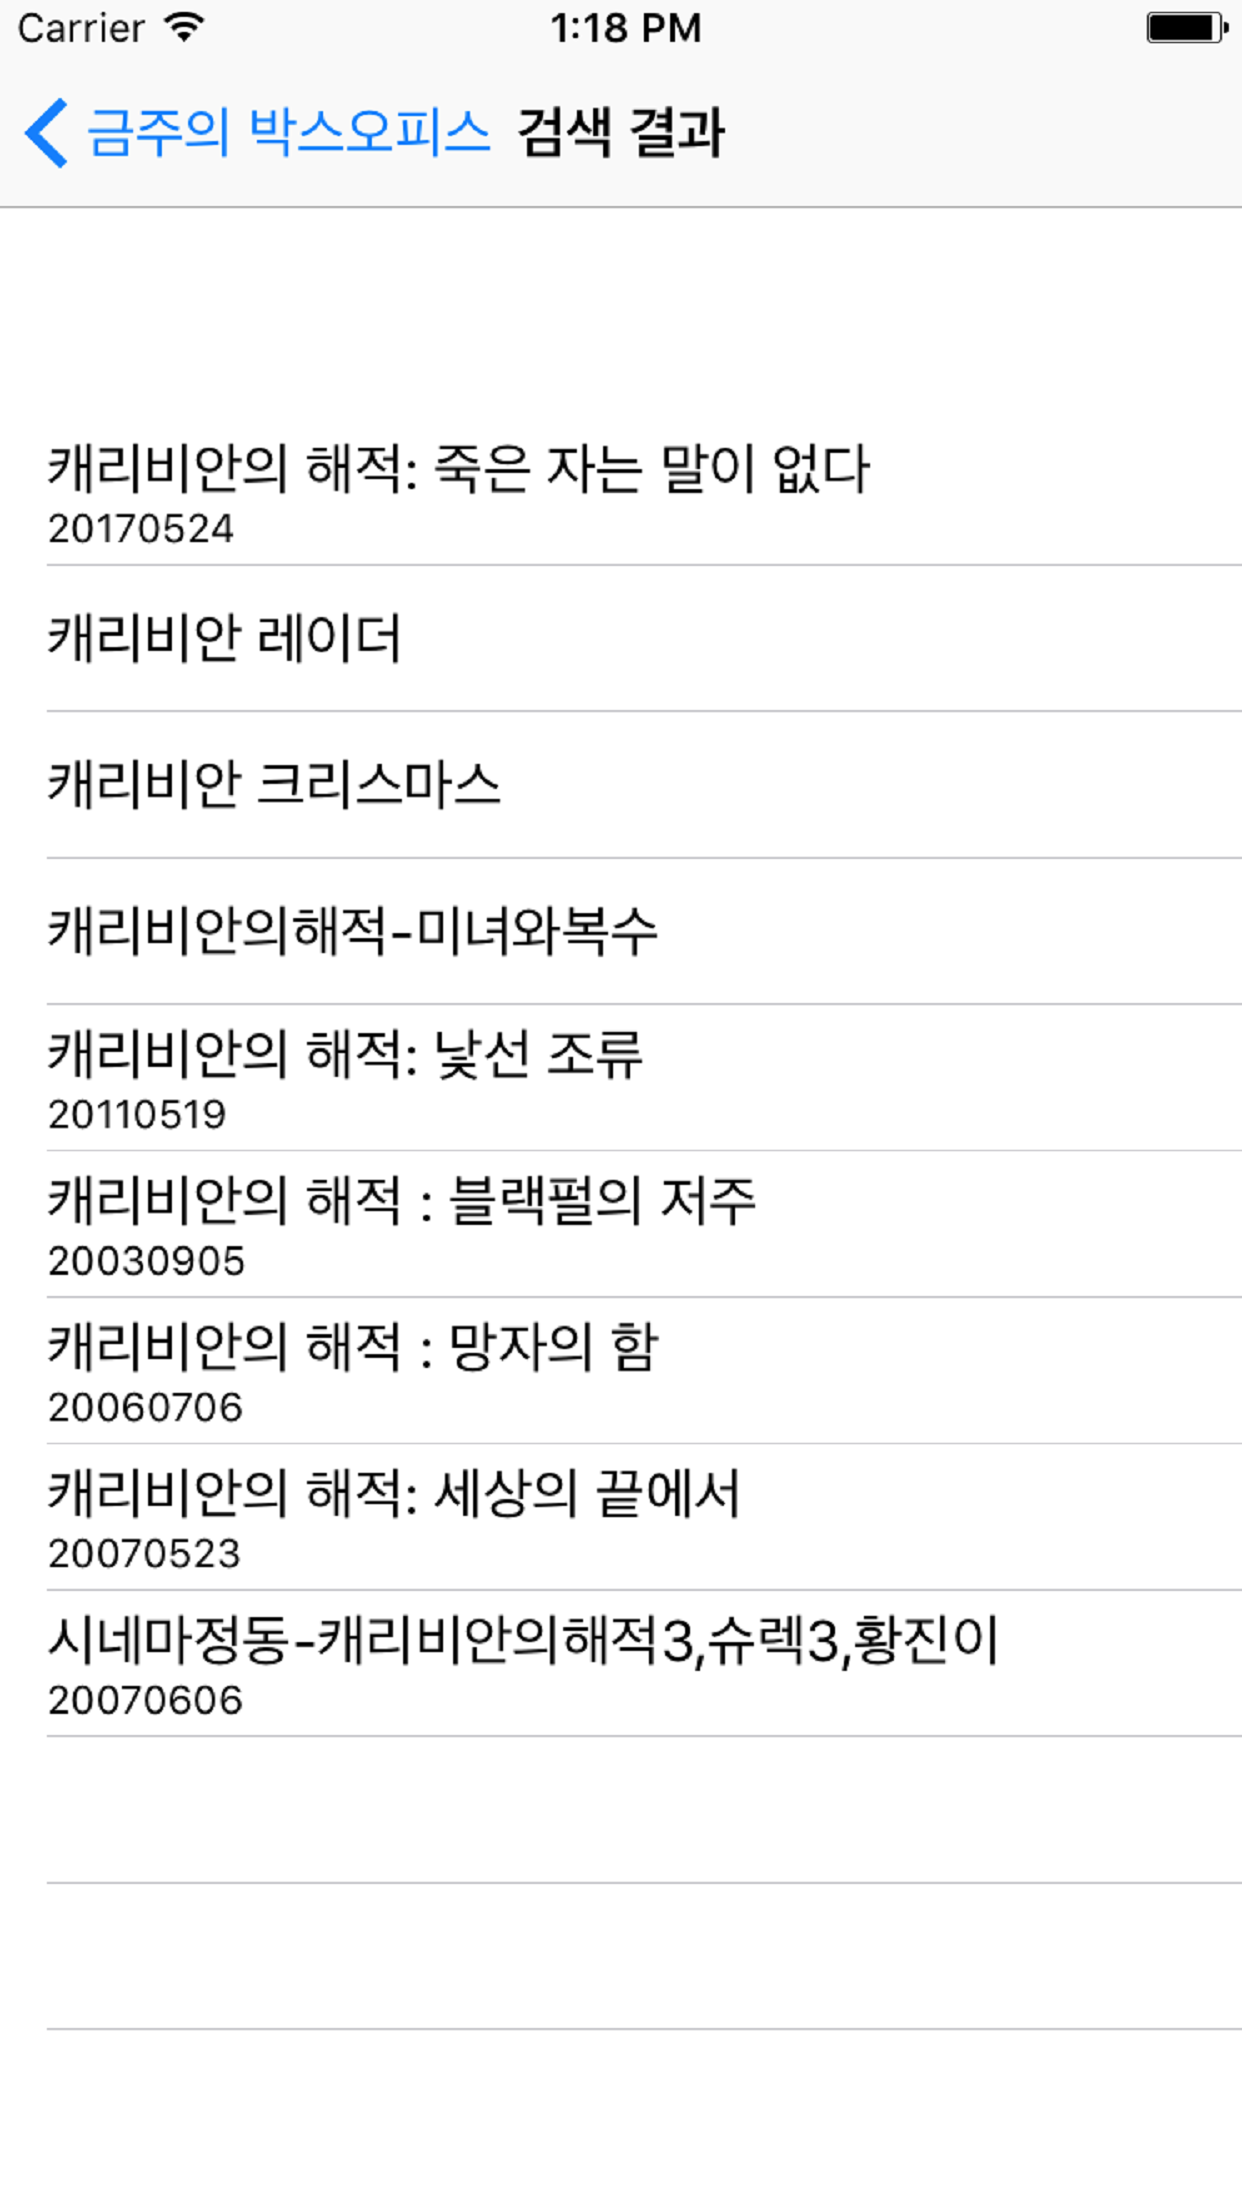 Carrier 1:18 PM
금주의 박스오피스 검색 결과
캐리비안의 해적: 죽은 자는 말이 없다
20170524
캐리비안 레이더
캐리비안 크리스마스
캐리비안의해적-미녀와복수
캐리비안의 해적: 낯선 조류
20110519
캐리비안의 해적 : 블랙펄의 저주
20030905
캐리비안의 해적 : 망자의 함
20060706
캐리비안의 해적: 세상의 끝에서
20070523
시네마정동-캐리비안의해적3,슈렉3,황진이
20070606